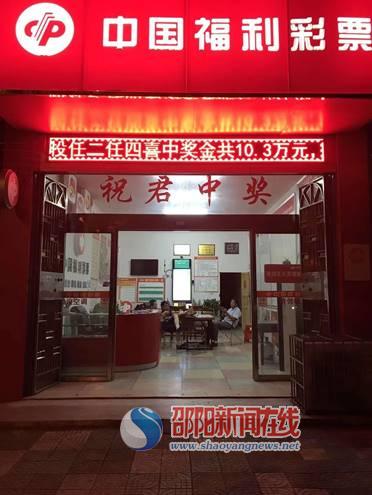 中国福利彩票
投任二任四喜中奖金共10.3万元,
祝君中奖
邵阳新闻在线
www.shaoyangnews.net